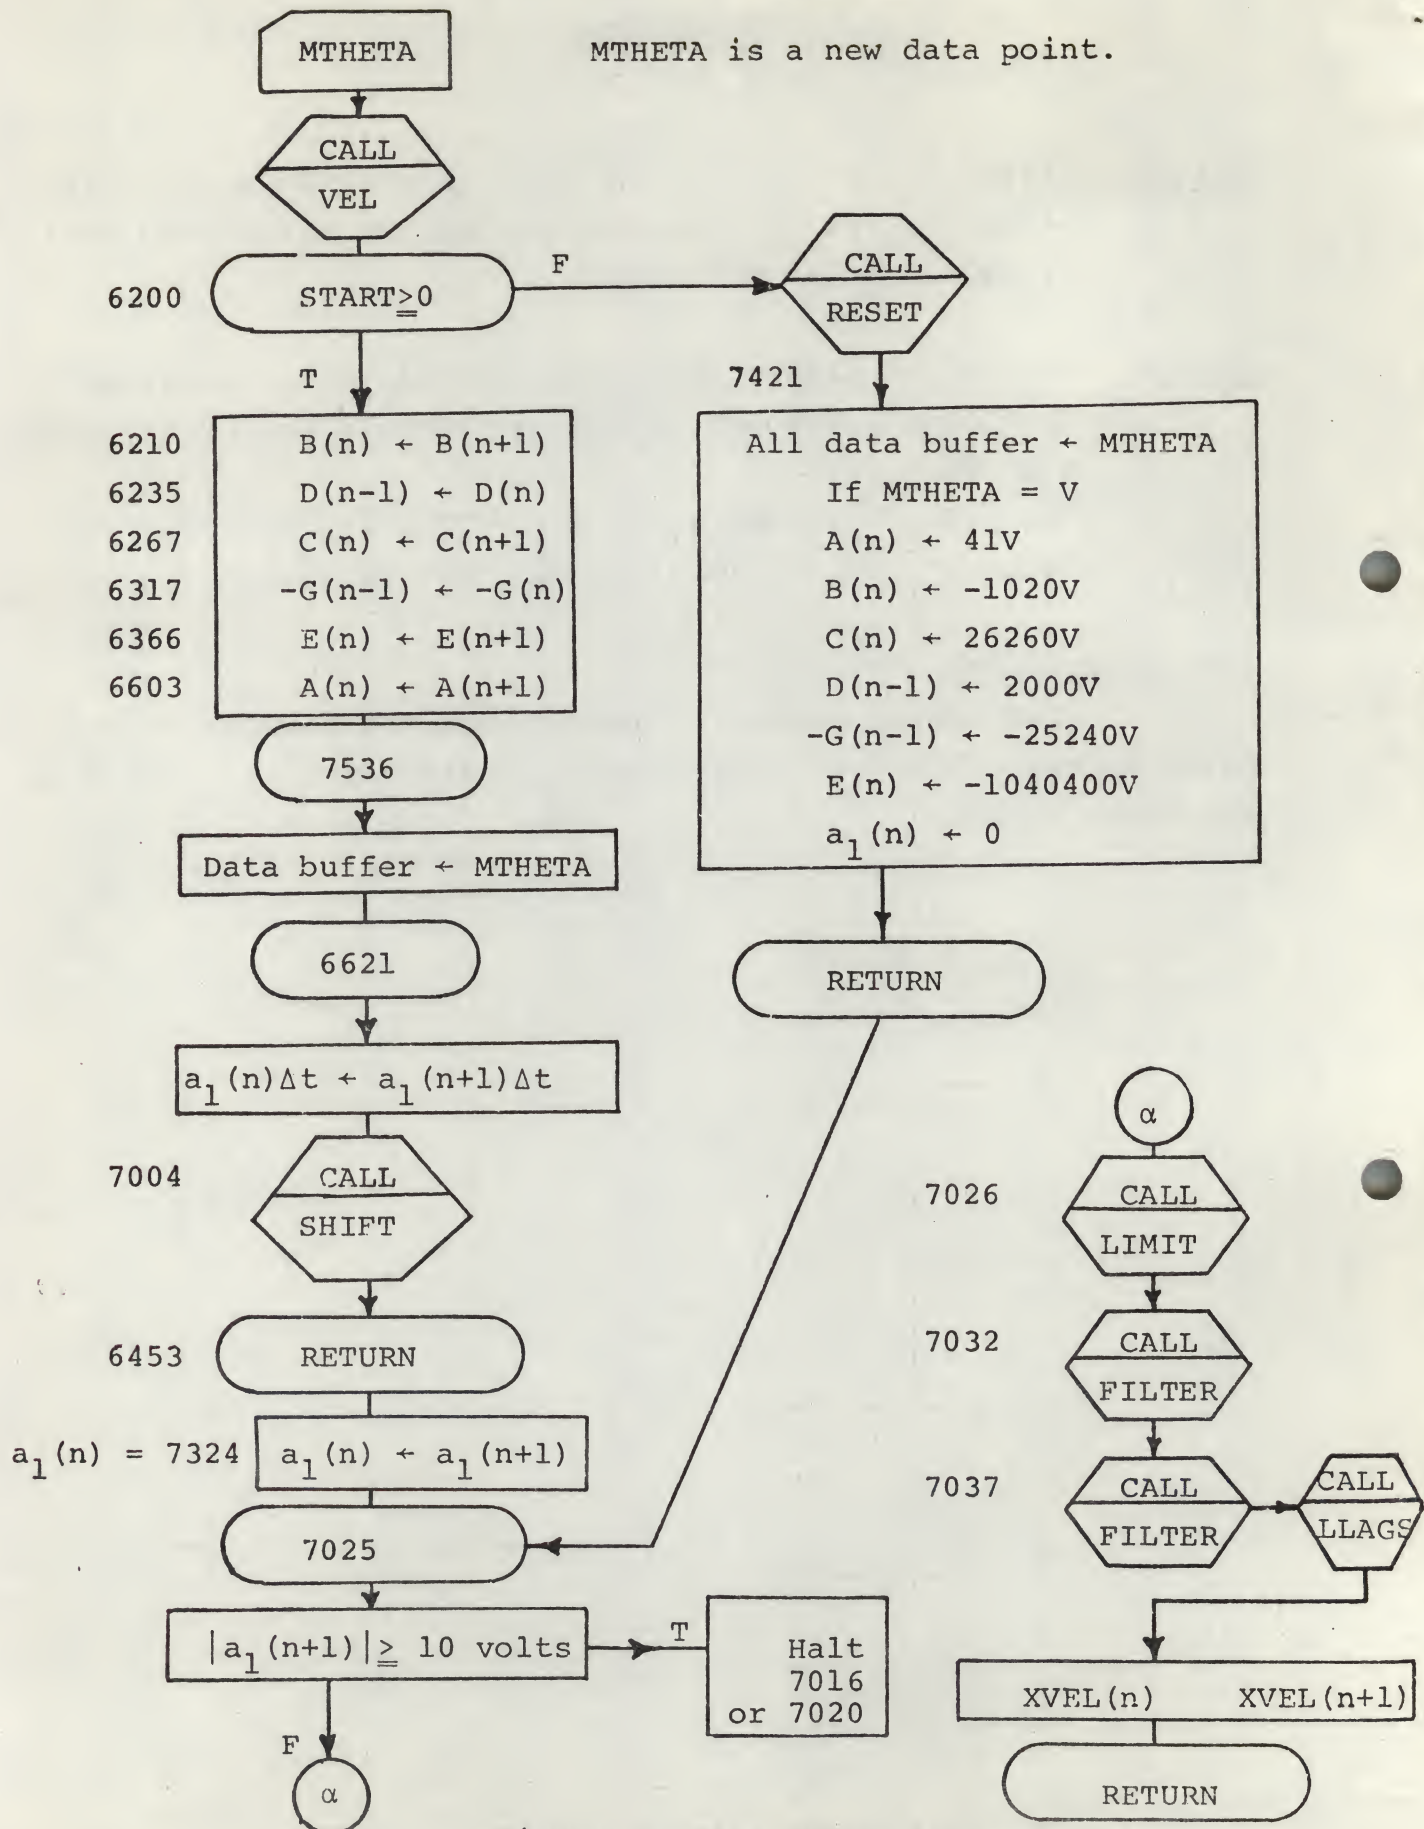 MTHETA
MTHETA is a new data point.
CALL
VEL
6200
START≥0
F
T
CALL
RESET
7421
6210 B(n) ← B(n+1)
6235 D(n-1) ← D(n)
6267 C(n) ← C(n+1)
6317 -G(n-1) ← -G(n)
6366 E(n) ← E(n+1)
6603 A(n) ← A(n+1)
All data buffer ← MTHETA
If MTHETA = V
A(n) ← 41V
B(n) ← -1020V
C(n) ← 26260V
D(n-1) ← 2000V
-G(n-1) ← -25240V
E(n) ← -1040400V
a₁(n) ← 0
RETURN
7536
Data buffer ← MTHETA
6621
a₁(n)Δt ← a₁(n+1)Δt
7004
CALL
SHIFT
6453
RETURN
a₁(n) = 7324
a₁(n) ← a₁(n+1)
7025
|a₁(n+1)|≥ 10 volts
T
Halt
7016
or 7020
F
α
α
7026
CALL
LIMIT
7032
CALL
FILTER
7037
CALL
FILTER
CALL
LLAGS
XVEL(n) XVEL(n+1)
RETURN